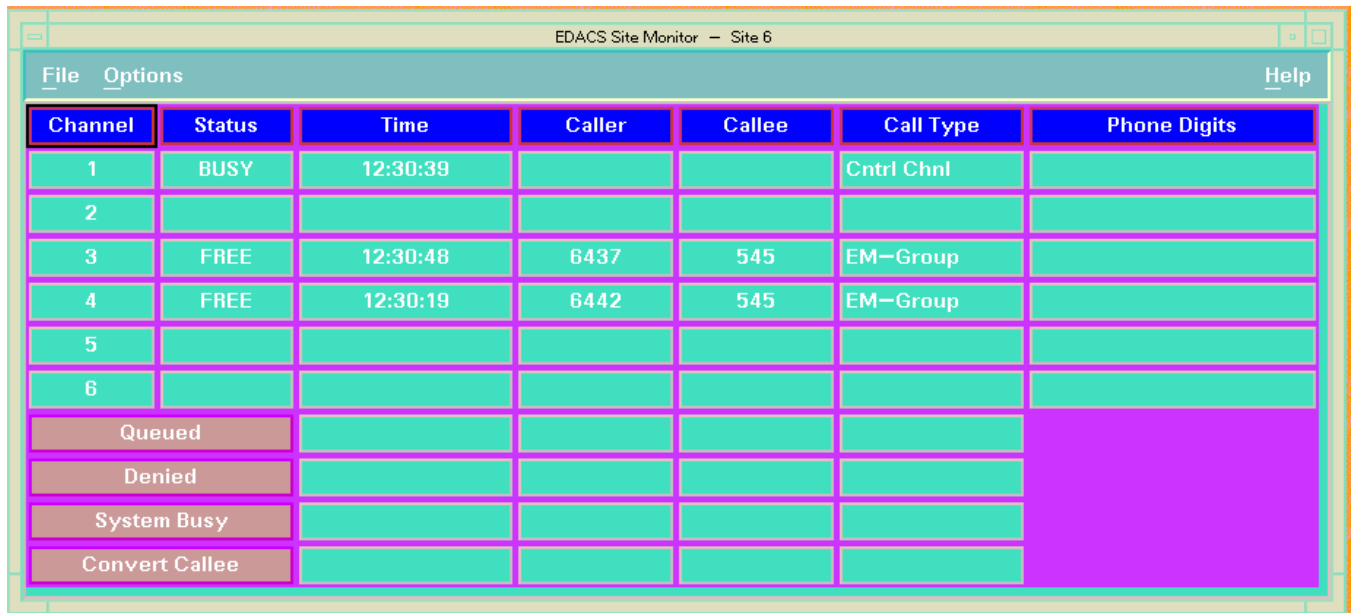 EDACS Site Monitor — Site 6
File Options Help
Channel Status Time Caller Callee Call Type Phone Digits
1 BUSY 12:30:39 Cntrl Chnl
2
3 FREE 12:30:48 6437 545 EM-Group
4 FREE 12:30:19 6442 545 EM-Group
5
6
Queued
Denied
System Busy
Convert Callee